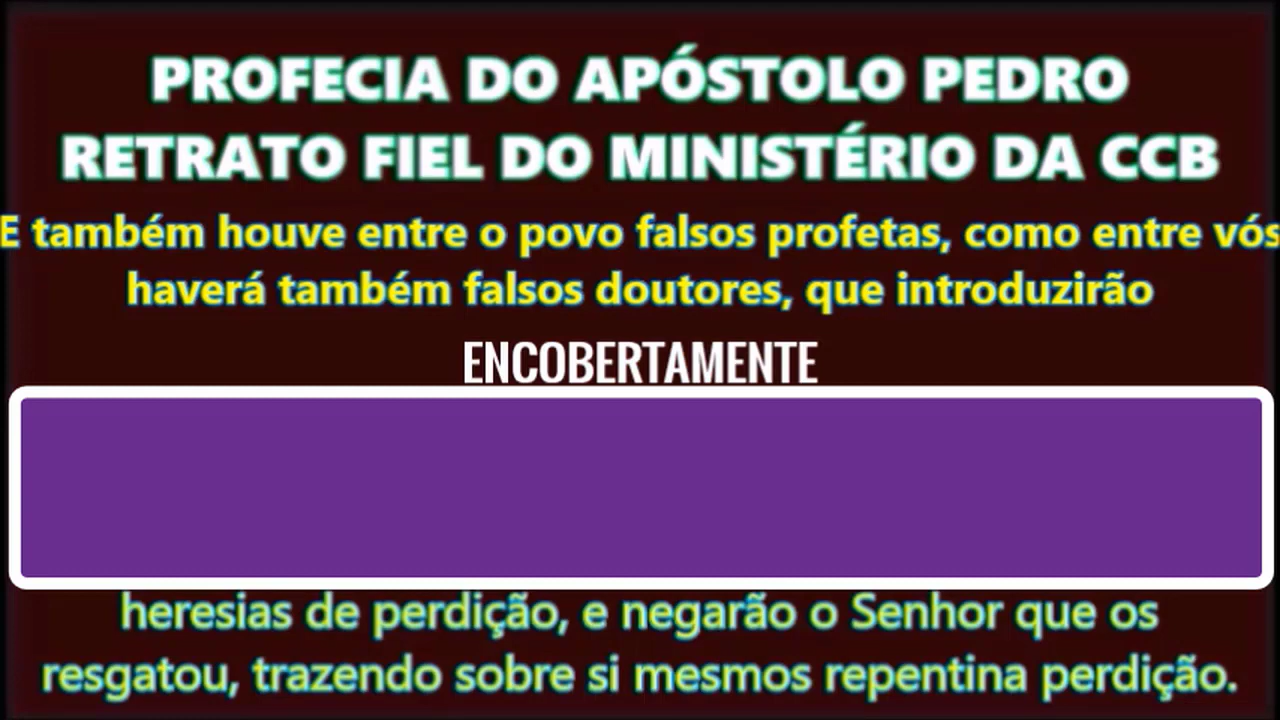 PROFECIA DO APÓSTOLO PEDRO
RETRATO FIEL DO MINISTÉRIO DA CCB
E também houve entre o povo falsos profetas, como entre vós
haverá também falsos doutores, que introduzirão
ENCOBERTAMENTE
heresias de perdição, e negarão o Senhor que os
resgatou, trazendo sobre si mesmos repentina perdição.